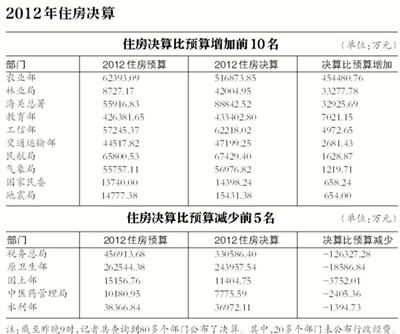 2012年住房决算
住房决算比预算增加前10名 (单位:万元)
部门 2012住房预算 2012住房决算 决算比预算增加
农业部 62393.09 516873.85 454480.76
林业局 8727.17 42004.95 33277.78
海关总署 55916.83 88842.52 32925.69
教育部 426381.65 433402.80 7021.15
工信部 57245.37 62218.02 4972.65
交通运输部 44517.82 47199.25 2681.43
民航局 65800.53 67429.40 1628.87
气象局 55757.11 56976.82 1219.71
国家民委 13740.00 14398.24 658.24
地震局 14777.38 15431.38 654.00
住房决算比预算减少前5名 (单位:万元)
部门 2012住房预算 2012住房决算 决算比预算减少
税务总局 456913.68 330586.40 -126327.28
原卫生部 262544.38 243957.54 -18586.84
国土部 15156.76 11404.75 -3752.01
中医药管理局 10180.95 7775.59 -2405.36
水利部 38366.84 36972.11 -1394.73
注:截至昨晚9时,记者共查询到80多个部门公布了决算。其中,20多个部门未公布行政经费。